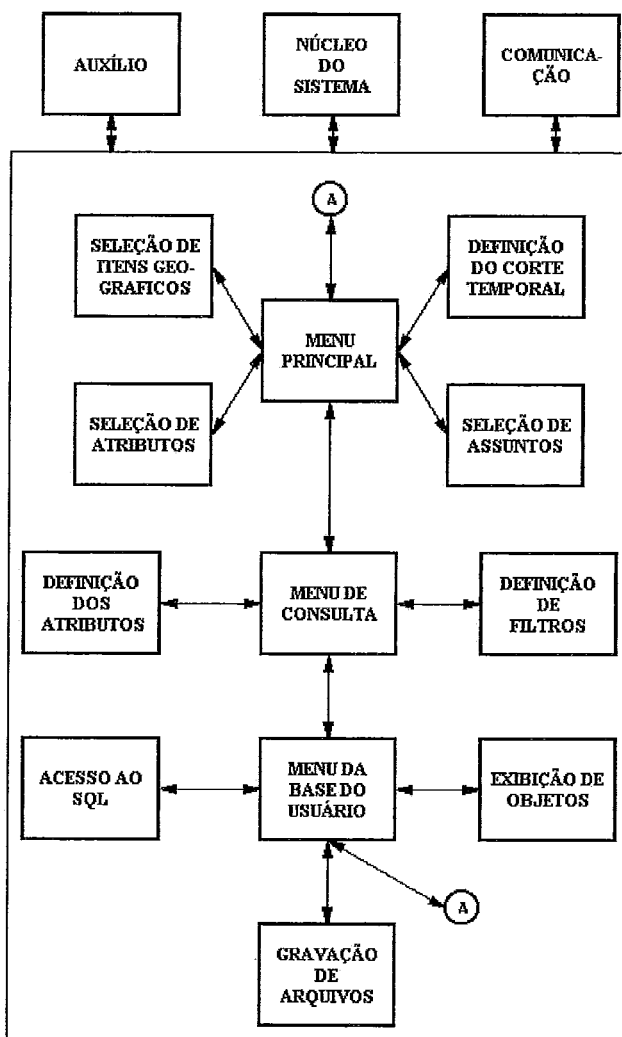 AUXÍLIO
NÚCLEO
DO
SISTEMA
COMUNICA-
ÇÃO
A
SELEÇÃO DE
ITENS GEO-
GRAFICOS
DEFINIÇÃO
DO CORTE
TEMPORAL
MENU
PRINCIPAL
SELEÇÃO DE
ATRIBUTOS
SELEÇÃO DE
ASSUNTOS
DEFINIÇÃO
DOS
ATRIBUTOS
MENU DE
CONSULTA
DEFINIÇÃO
DE
FILTROS
ACESSO AO
SQL
MENU DA
BASE DO
USUÁRIO
EXIBIÇÃO DE
OBJETOS
A
GRAVAÇÃO
DE
ARQUIVOS